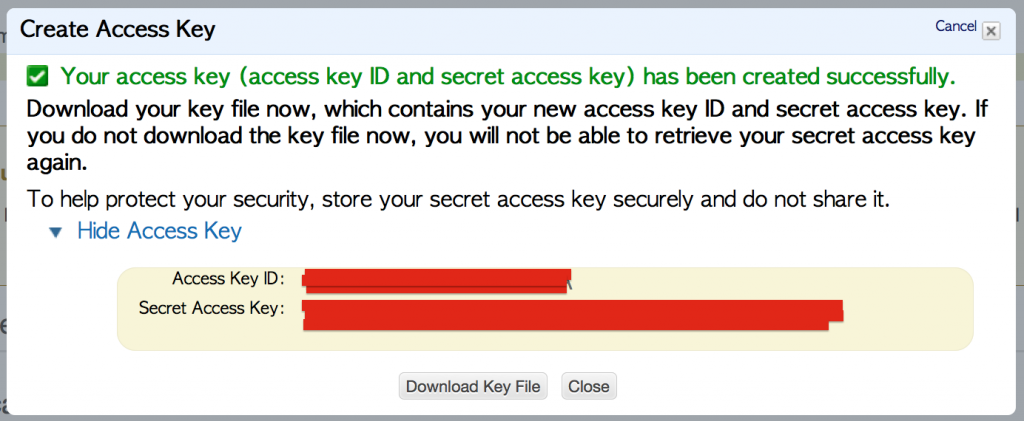 Create Access Key
Cancel
Your access key (access key ID and secret access key) has been created successfully.
Download your key file now, which contains your new access key ID and secret access key. If
you do not download the key file now, you will not be able to retrieve your secret access key
again.
To help protect your security, store your secret access key securely and do not share it.
Hide Access Key
Access Key ID:
Secret Access Key:
Download Key File
Close